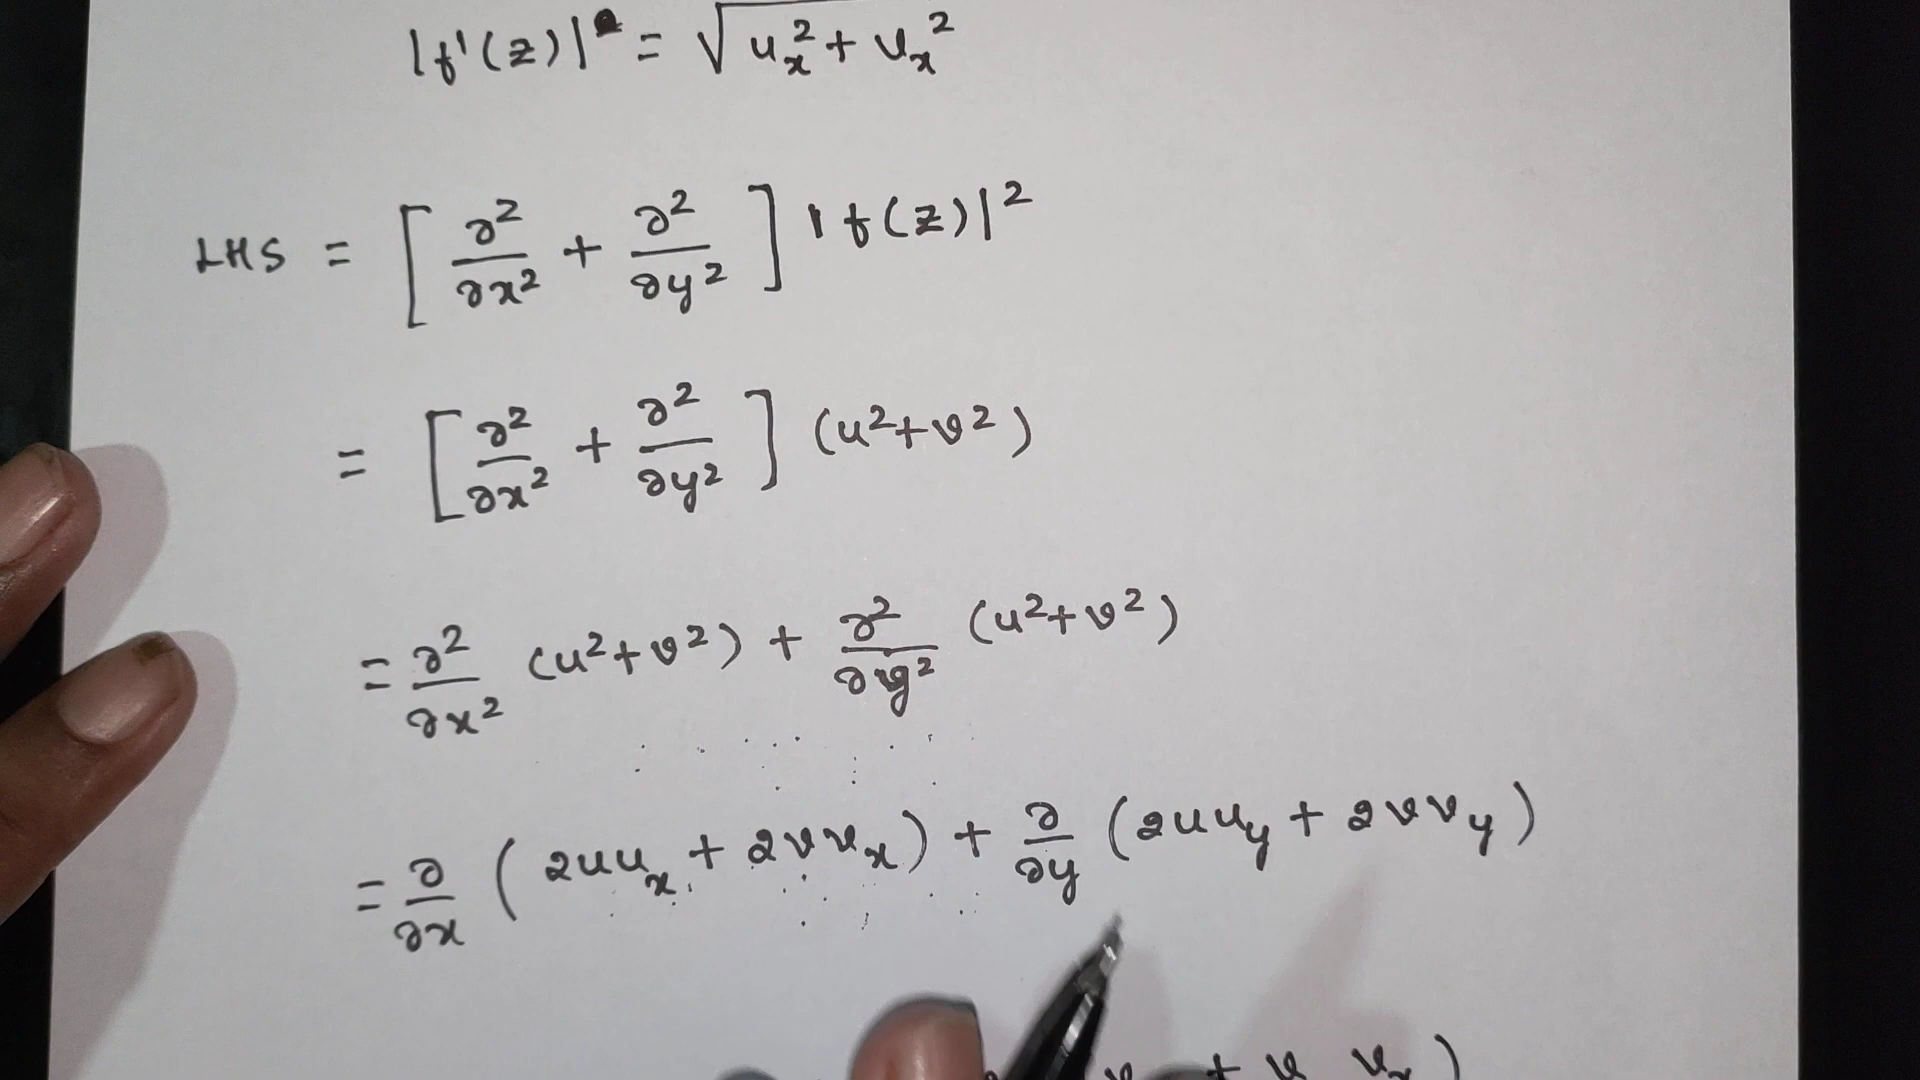 |f'(z)| = √u_x² + v_x²
LHS = [ ∂²/∂x² + ∂²/∂y² ] |f(z)|²
= [ ∂²/∂x² + ∂²/∂y² ] (u²+v²)
= ∂²/∂x² (u²+v²) + ∂²/∂y² (u²+v²)
= ∂/∂x ( 2uu_x + 2vv_x ) + ∂/∂y ( 2uu_y + 2vv_y )
+ v v_x )